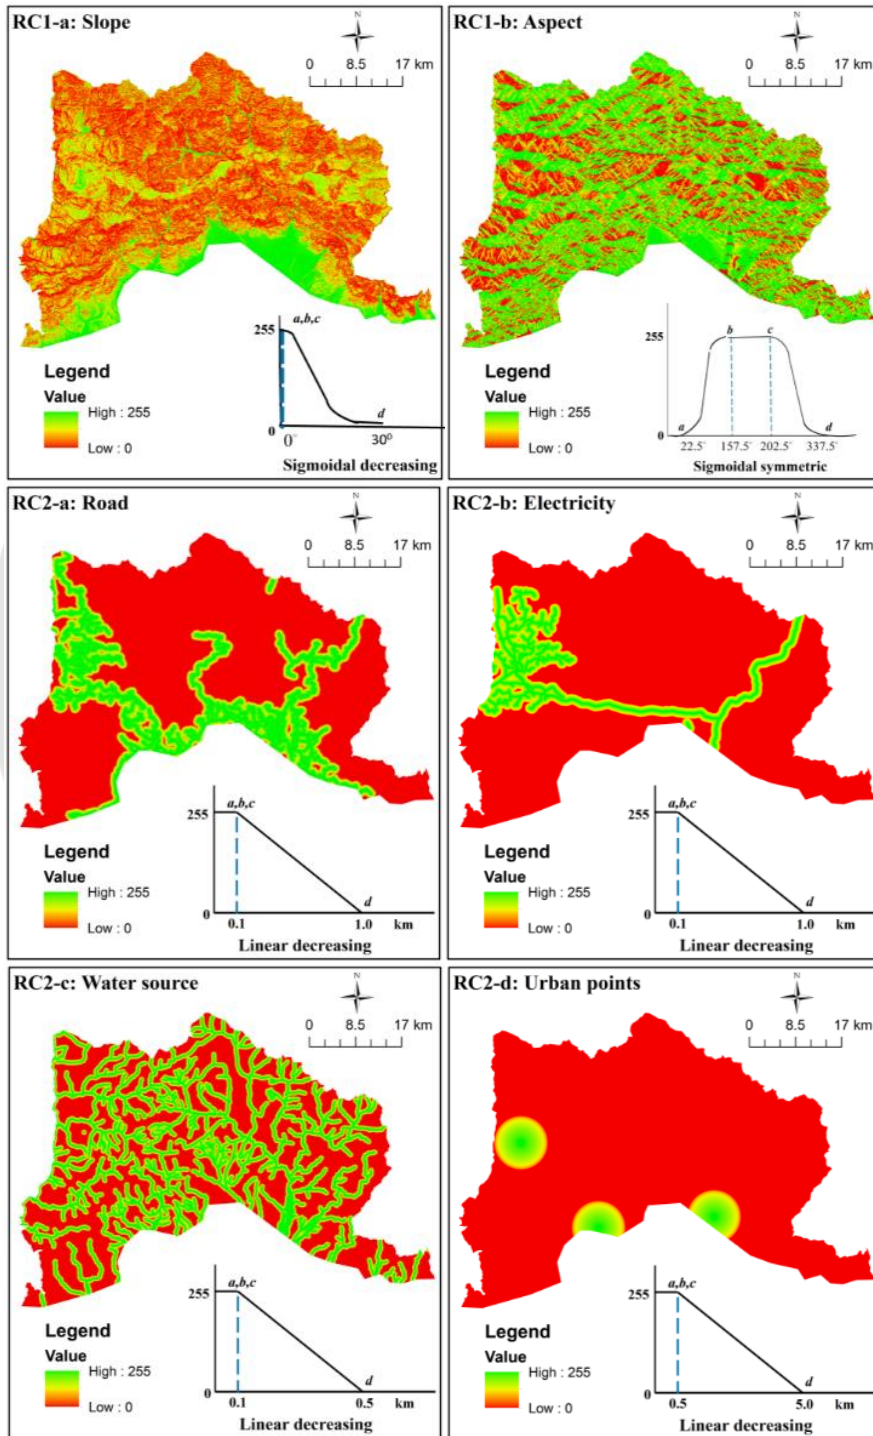 RC1-a: Slope
N
0 8.5 17 km
255
a,b,c
d
0
0°
30°
Sigmoidal decreasing
Legend
Value
High : 255
Low : 0
RC1-b: Aspect
N
0 8.5 17 km
255
b
c
a
d
0
22.5° 157.5° 202.5° 337.5°
Sigmoidal symmetric
Legend
Value
High : 255
Low : 0
RC2-a: Road
N
0 8.5 17 km
a,b,c
255
d
0
0.1 1.0 km
Linear decreasing
Legend
Value
High : 255
Low : 0
RC2-b: Electricity
N
0 8.5 17 km
a,b,c
255
d
0
0.1 1.0 km
Linear decreasing
Legend
Value
High : 255
Low : 0
RC2-c: Water source
N
0 8.5 17 km
a,b,c
255
d
0
0.1 0.5 km
Linear decreasing
Legend
Value
High : 255
Low : 0
RC2-d: Urban points
N
0 8.5 17 km
a,b,c
255
d
0
0.5 5.0 km
Linear decreasing
Legend
Value
High : 255
Low : 0